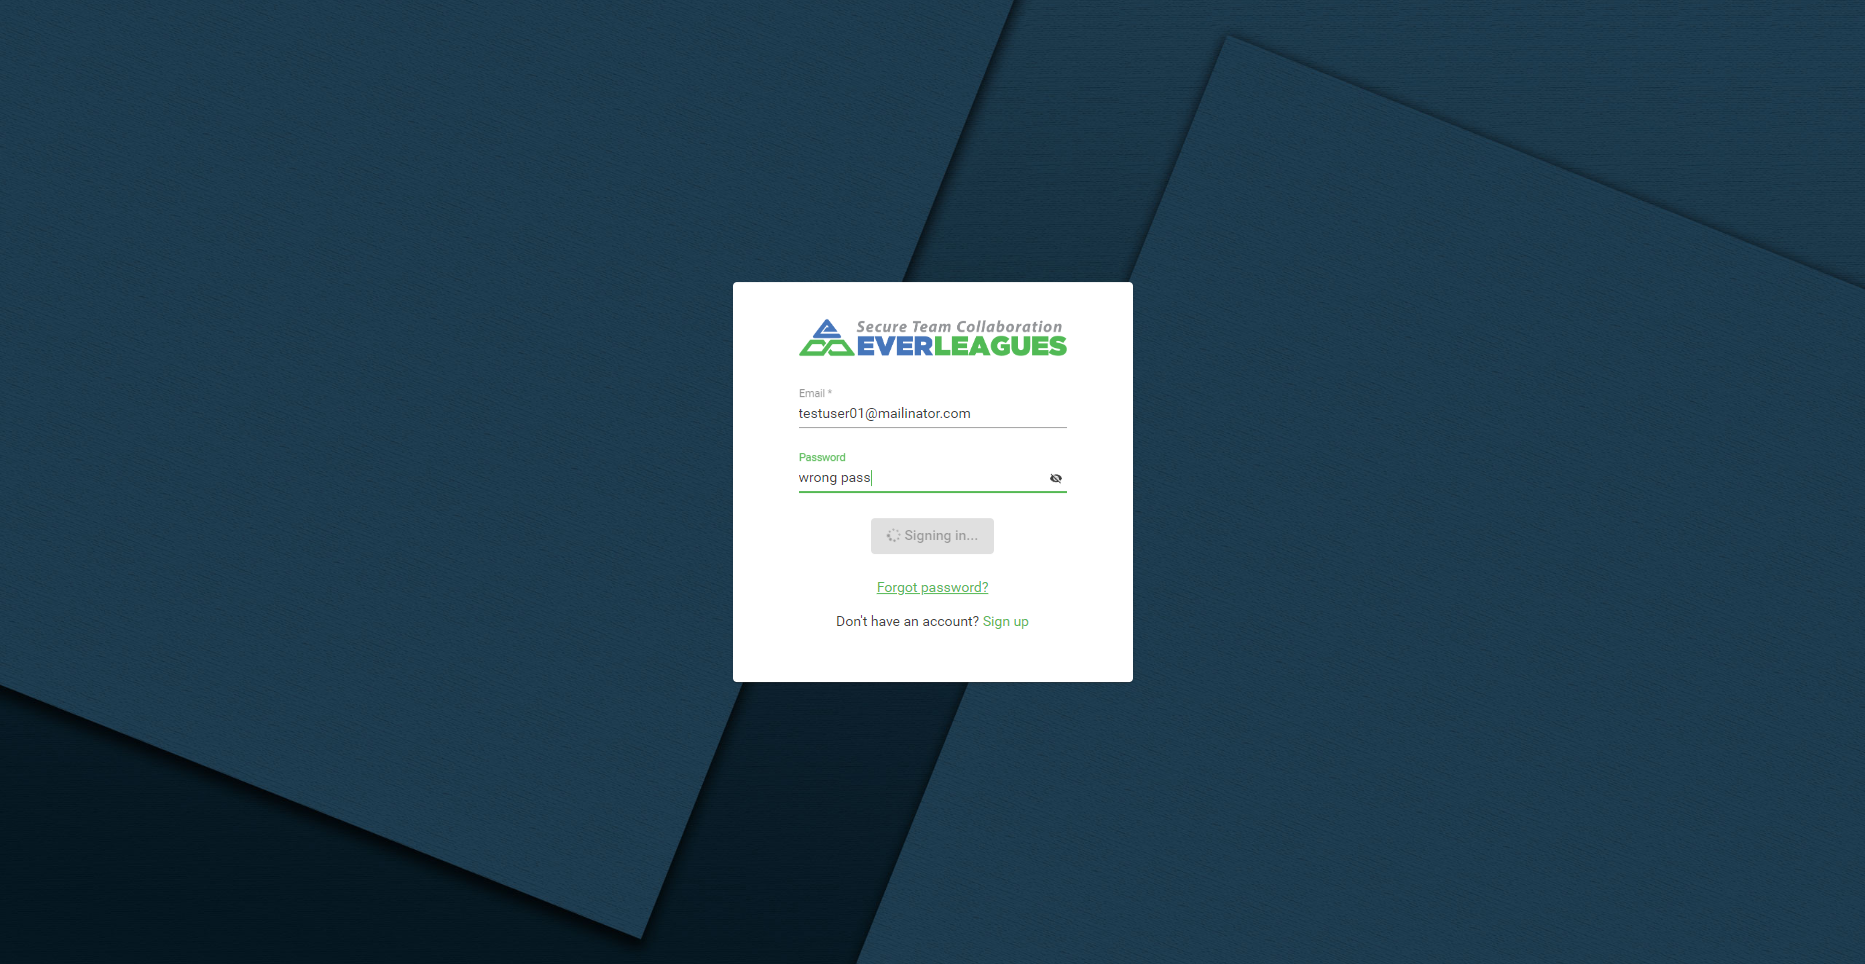 Secure Team Collaboration
EVERLEAGUES
Email *
testuser01@mailinator.com
Password
wrong pass
Signing in...
Forgot password?
Don't have an account? Sign up